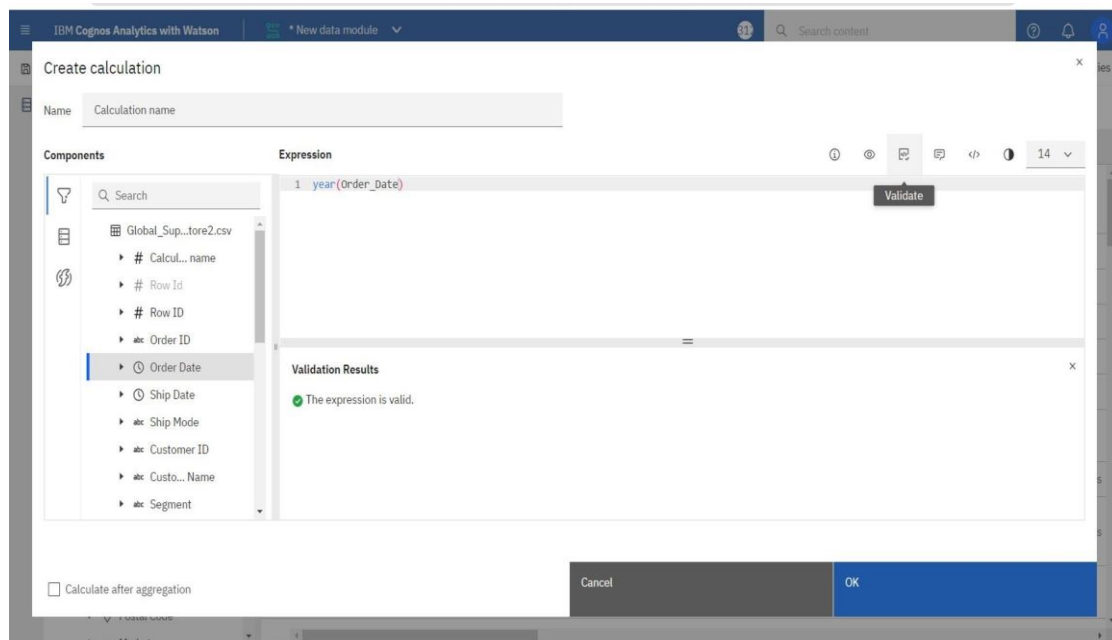 IBM Cognos Analytics with Watson
* New data module
Search content
Create calculation
ies
Name
Calculation name
Components
Expression
14
Search
1 year(Order_Date)
Validate
Global_Sup...tore2.csv
# Calcul... name
# Row Id
# Row ID
abc Order ID
Order Date
Validation Results
Ship Date
The expression is valid.
abc Ship Mode
abc Customer ID
abc Custo... Name
abc Segment
Cancel
OK
Calculate after aggregation
Postal Code